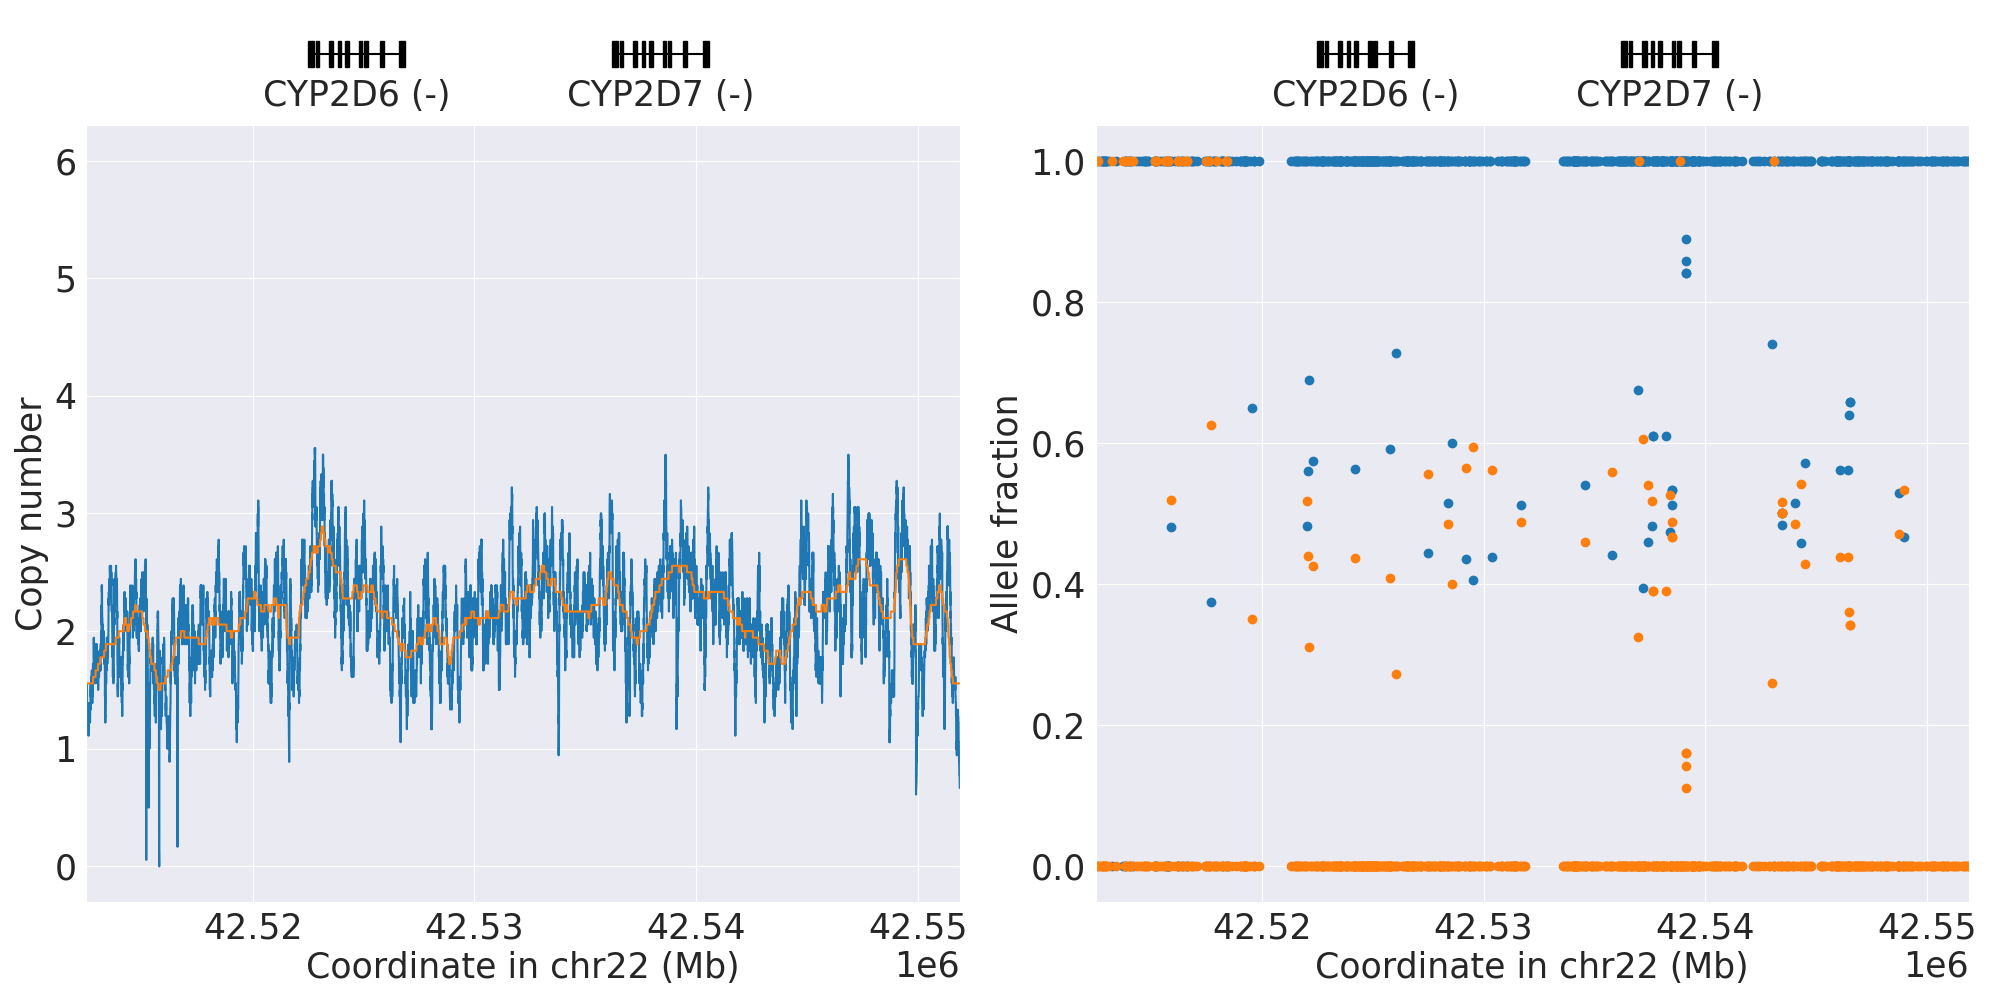 CYP2D6 (-) CYP2D7 (-)
6
5
4
3
2
1
0
Copy number
42.52 42.53 42.54 42.55
Coordinate in chr22 (Mb)
1e6
CYP2D6 (-) CYP2D7 (-)
1.0
0.8
0.6
0.4
0.2
0.0
Allele fraction
42.52 42.53 42.54 42.55
Coordinate in chr22 (Mb)
1e6